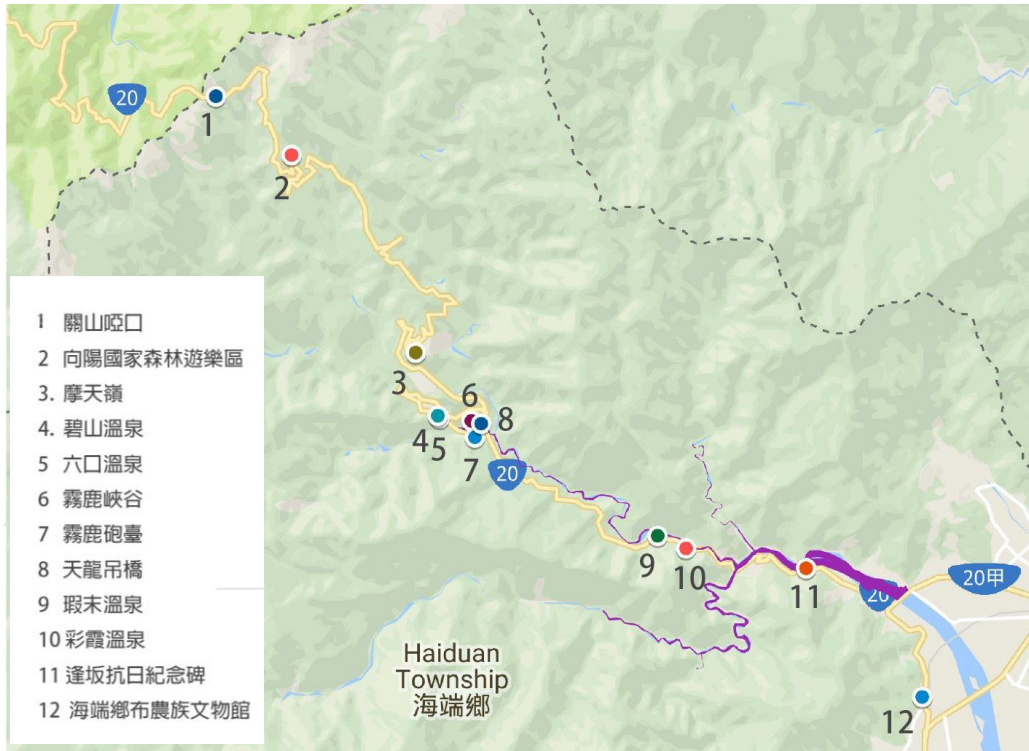 20
1
2
3
6
8
4
5
7
20
9
10
11
20
20甲
12
Haiduan
Township
海端鄉
1 關山啞口
2 向陽國家森林遊樂區
3. 摩天嶺
4. 碧山溫泉
5 六口溫泉
6 霧鹿峽谷
7 霧鹿砲臺
8 天龍吊橋
9 瑕末溫泉
10 彩霞溫泉
11 逢坂抗日紀念碑
12 海端鄉布農族文物館